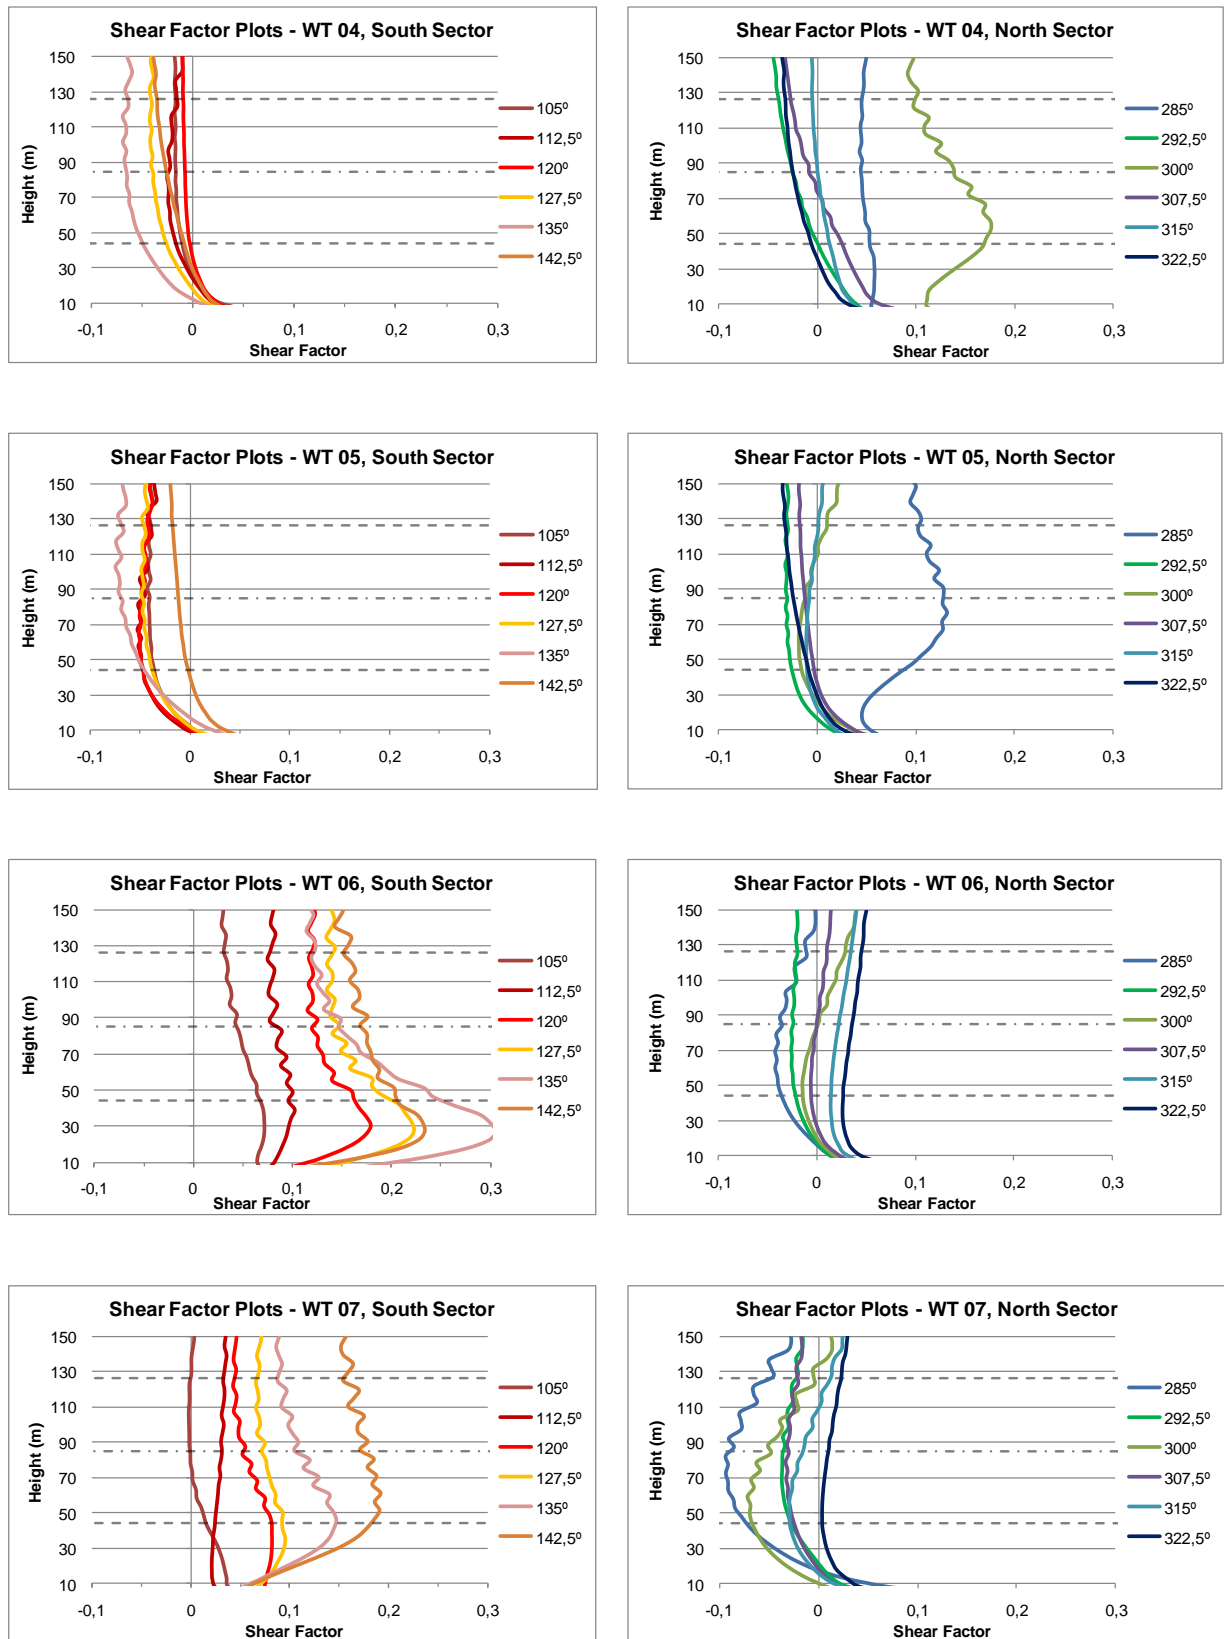 Shear Factor Plots - WT 04, South Sector
150
130
110
90
70
50
30
10
Height (m)
-0,1
0
0,1
0,2
0,3
Shear Factor
105º
112,5º
120º
127,5º
135º
142,5º
Shear Factor Plots - WT 04, North Sector
150
130
110
90
70
50
30
10
Height (m)
-0,1
0
0,1
0,2
0,3
Shear Factor
285º
292,5º
300º
307,5º
315º
322,5º
Shear Factor Plots - WT 05, South Sector
150
130
110
90
70
50
30
10
Height (m)
-0,1
0
0,1
0,2
0,3
Shear Factor
105º
112,5º
120º
127,5º
135º
142,5º
Shear Factor Plots - WT 05, North Sector
150
130
110
90
70
50
30
10
Height (m)
-0,1
0
0,1
0,2
0,3
Shear Factor
285º
292,5º
300º
307,5º
315º
322,5º
Shear Factor Plots - WT 06, South Sector
150
130
110
90
70
50
30
10
Height (m)
-0,1
0
0,1
0,2
0,3
Shear Factor
105º
112,5º
120º
127,5º
135º
142,5º
Shear Factor Plots - WT 06, North Sector
150
130
110
90
70
50
30
10
Height (m)
-0,1
0
0,1
0,2
0,3
Shear Factor
285º
292,5º
300º
307,5º
315º
322,5º
Shear Factor Plots - WT 07, South Sector
150
130
110
90
70
50
30
10
Height (m)
-0,1
0
0,1
0,2
0,3
Shear Factor
105º
112,5º
120º
127,5º
135º
142,5º
Shear Factor Plots - WT 07, North Sector
150
130
110
90
70
50
30
10
Height (m)
-0,1
0
0,1
0,2
0,3
Shear Factor
285º
292,5º
300º
307,5º
315º
322,5º